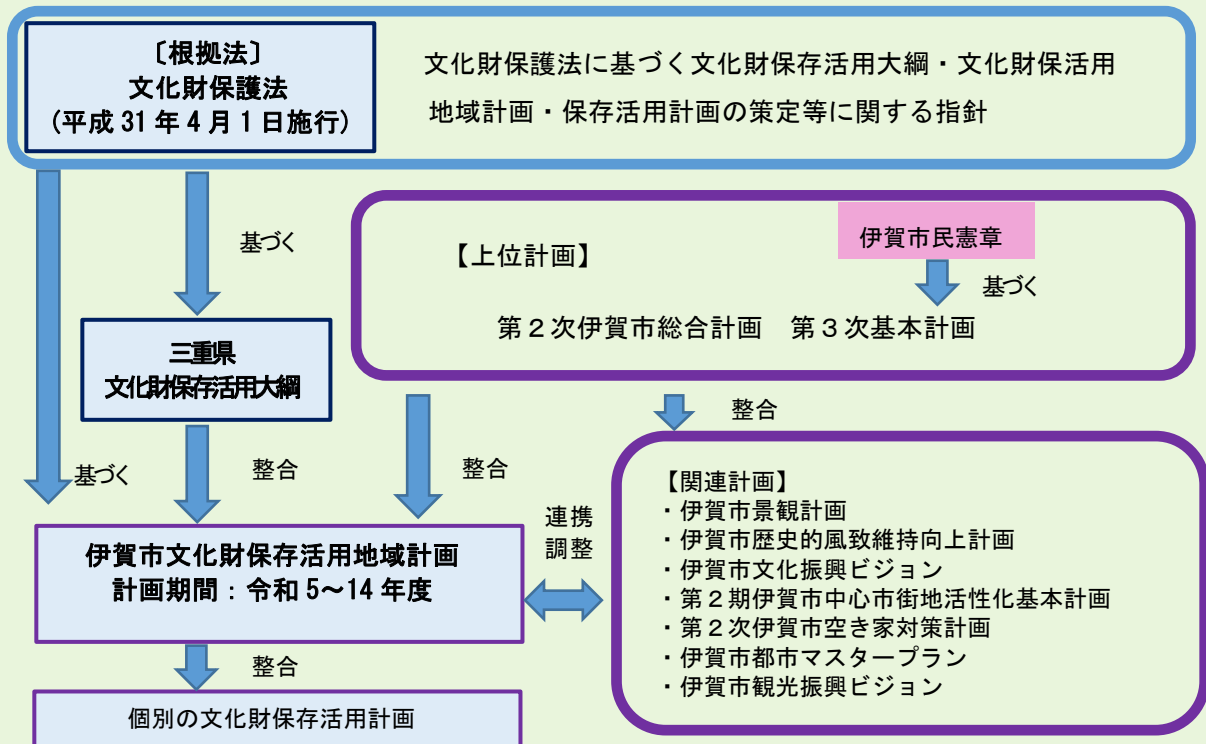 〔根拠法〕
文化財保護法
(平成 31 年 4 月 1 日施行)
文化財保護法に基づく文化財保存活用大綱・文化財保活用
地域計画・保存活用計画の策定等に関する指針
基づく
【上位計画】
伊賀市民憲章
基づく
第２次伊賀市総合計画　第３次基本計画
三重県
文化財保存活用大綱
基づく
整合
整合
整合
伊賀市文化財保存活用地域計画
計画期間：令和 5～14 年度
連携
調整
【関連計画】
・伊賀市景観計画
・伊賀市歴史的風致維持向上計画
・伊賀市文化振興ビジョン
・第２期伊賀市中心市街地活性化基本計画
・第２次伊賀市空き家対策計画
・伊賀市都市マスタープラン
・伊賀市観光振興ビジョン
整合
個別の文化財保存活用計画